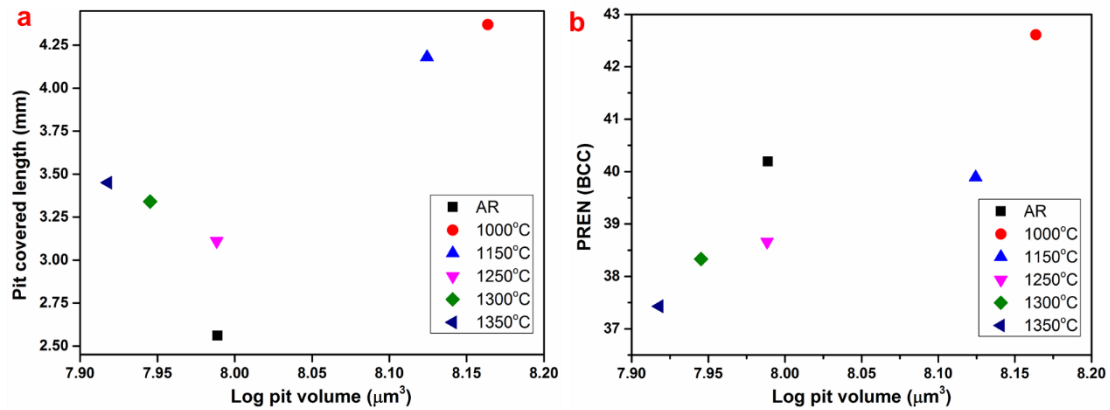 a
Pit covered length (mm)
4.25
4.00
3.75
3.50
3.25
3.00
2.75
2.50
7.90 7.95 8.00 8.05 8.10 8.15 8.20
Log pit volume (μm³)
AR
1000°C
1150°C
1250°C
1300°C
1350°C
b
PREN (BCC)
43
42
41
40
39
38
37
7.90 7.95 8.00 8.05 8.10 8.15 8.20
Log pit volume (μm³)
AR
1000°C
1150°C
1250°C
1300°C
1350°C